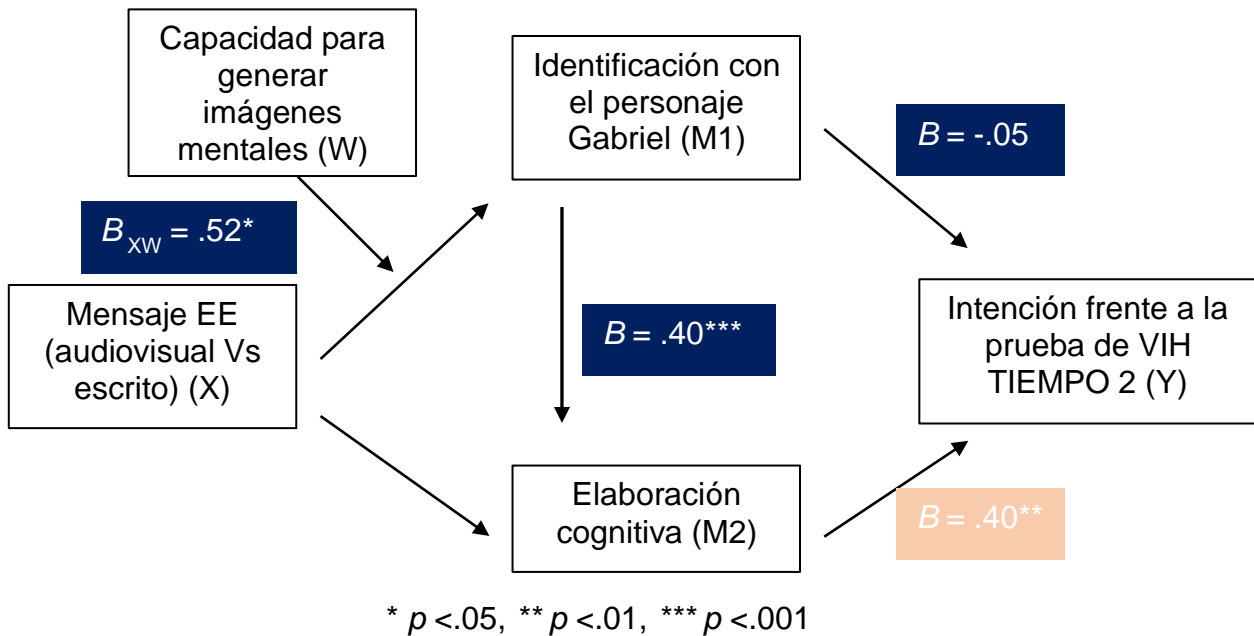 Capacidad para
generar
imágenes
mentales (W)
Identificación con
el personaje
Gabriel (M1)
B = -.05
B XW = .52*
Mensaje EE
(audiovisual Vs
escrito) (X)
B = .40***
Intención frente a la
prueba de VIH
TIEMPO 2 (Y)
Elaboración
cognitiva (M2)
B = .40**
* p <.05, ** p <.01, *** p <.001